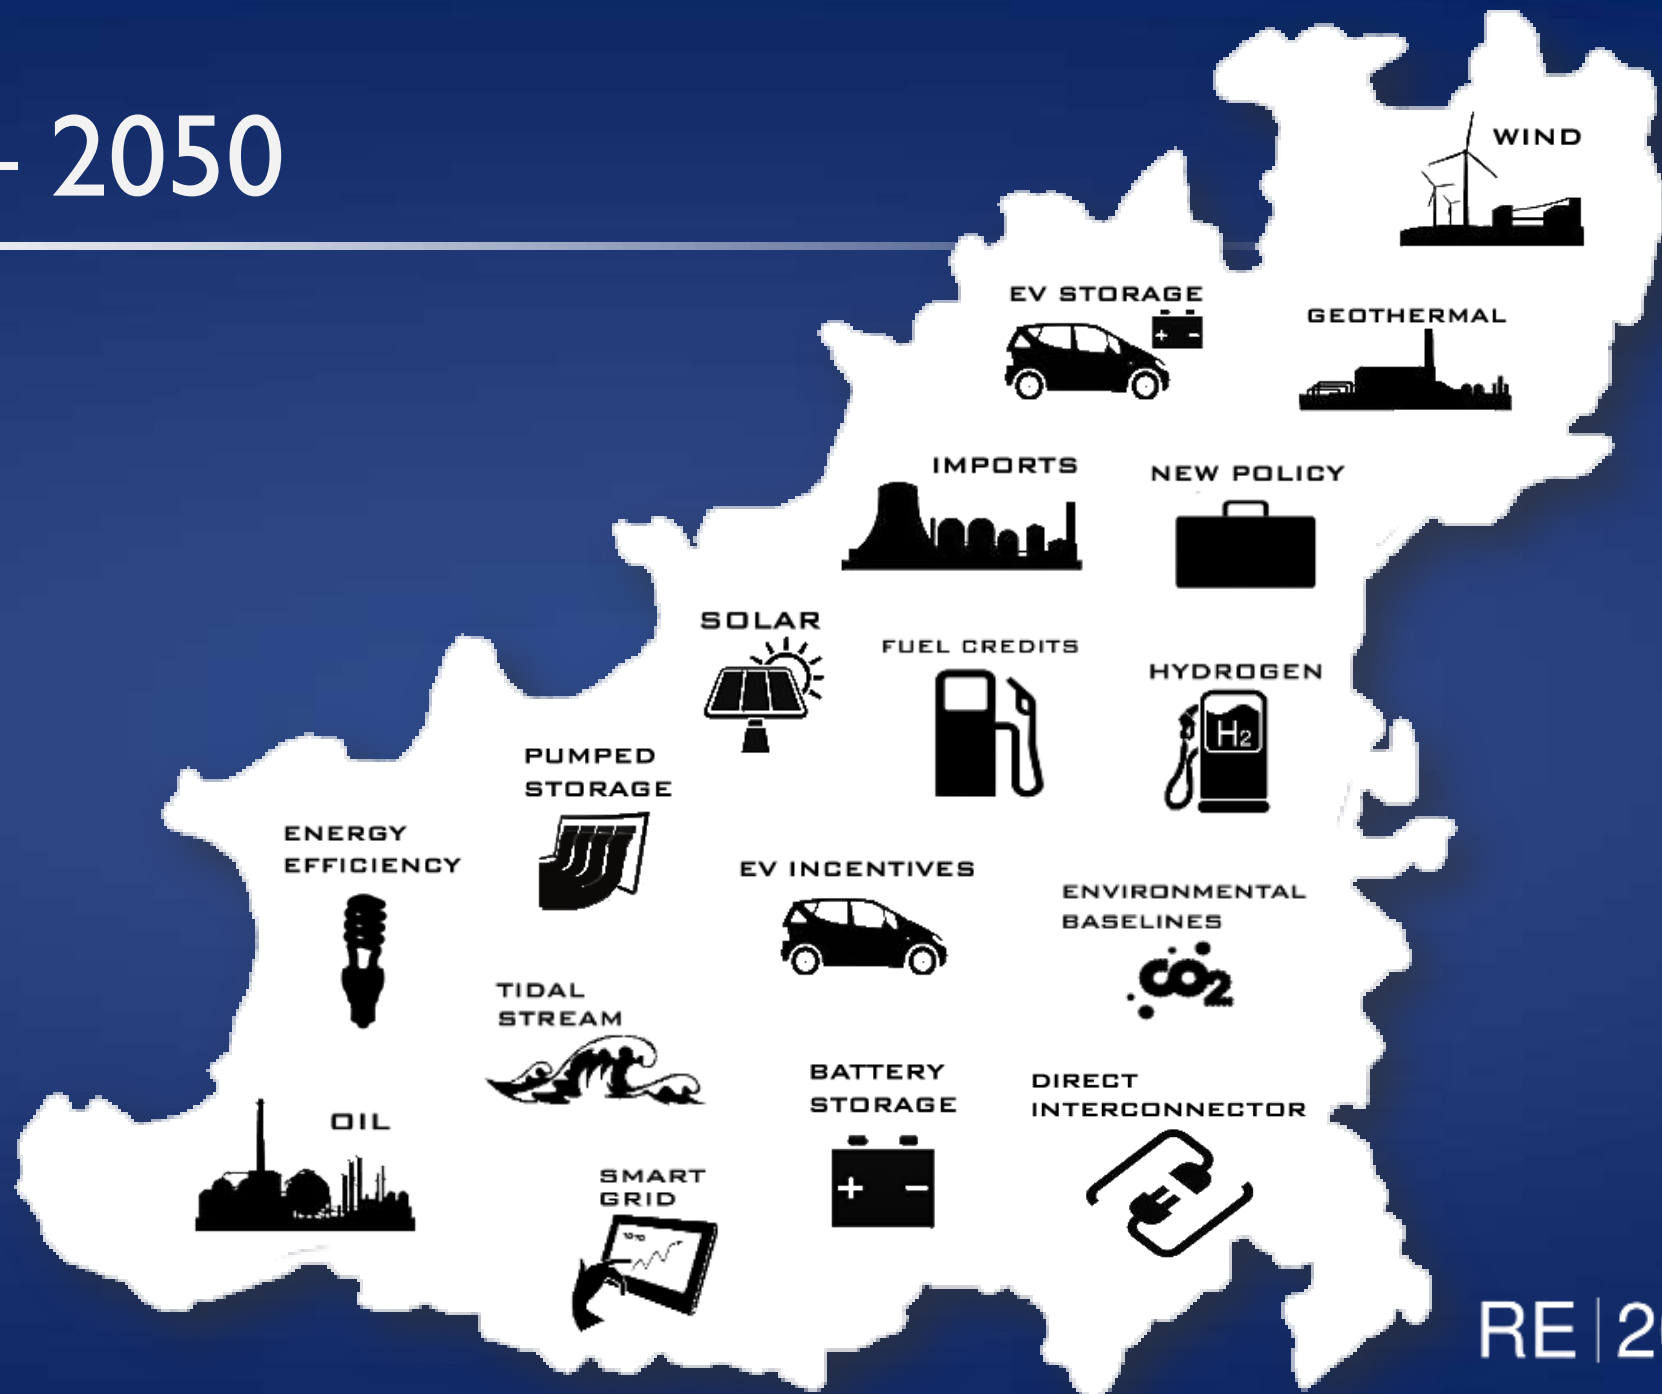 - 2050
WIND
EV STORAGE
+ -
GEOTHERMAL
IMPORTS
NEW POLICY
SOLAR
FUEL CREDITS
HYDROGEN
H2
PUMPED
STORAGE
ENERGY
EFFICIENCY
EV INCENTIVES
ENVIRONMENTAL
BASELINES
CO2
TIDAL
STREAM
BATTERY
STORAGE
+ -
DIRECT
INTERCONNECTOR
OIL
SMART
GRID
RE | 2